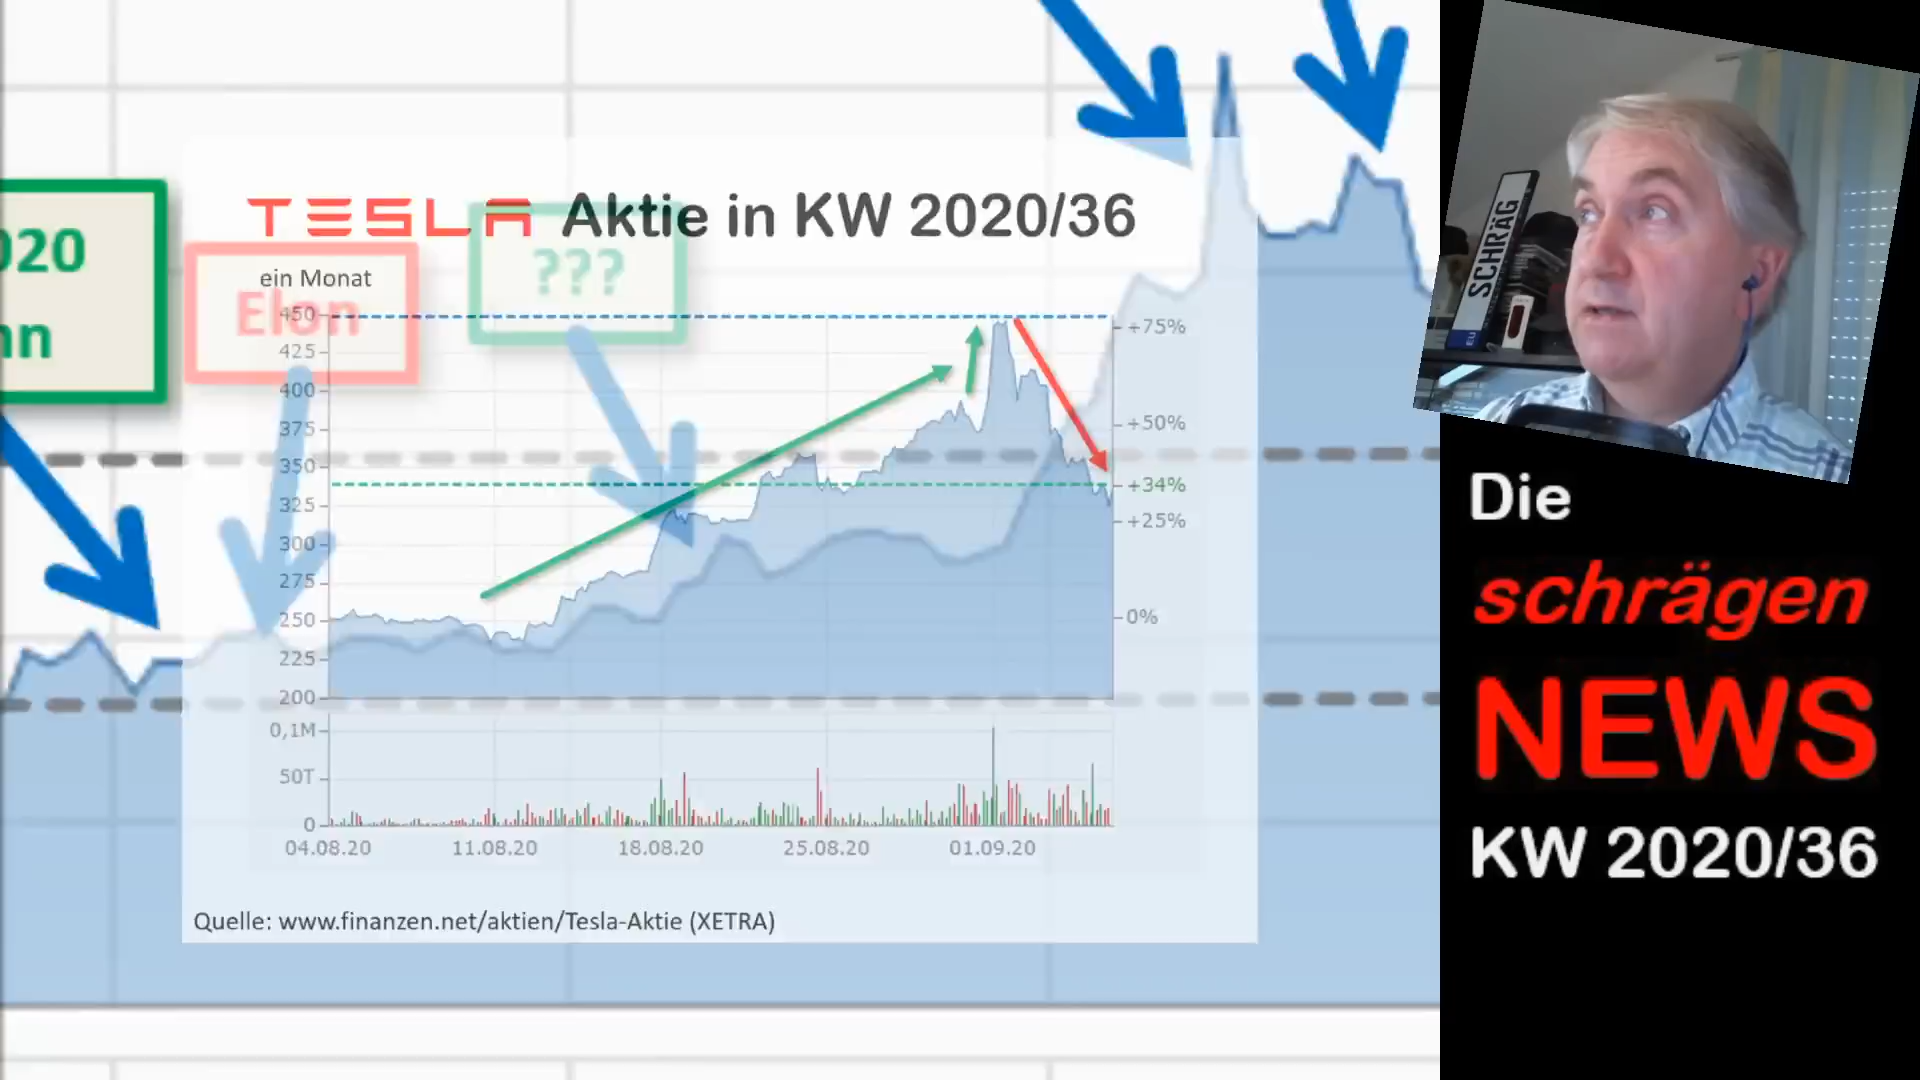 TESLA Aktie in KW 2020/36
020
nn
Elon
???
ein Monat
450
425
400
375
350
325
300
275
250
225
200
+75%
+50%
+34%
+25%
0%
0,1M
50T
0
04.08.20 11.08.20 18.08.20 25.08.20 01.09.20
Quelle: www.finanzen.net/aktien/Tesla-Aktie (XETRA)
SCHRÄG
EU
Die
schrägen
NEWS
KW 2020/36